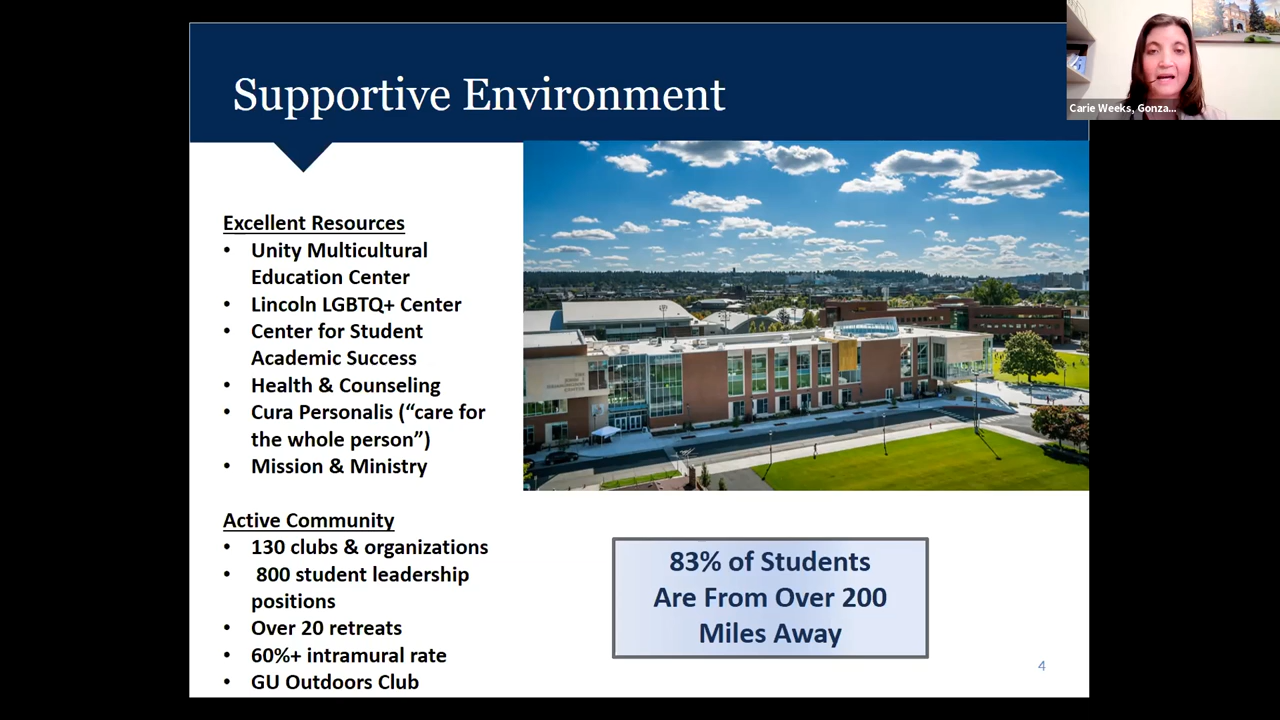 Supportive Environment
Carie Weeks, Gonza...
Excellent Resources
• Unity Multicultural
Education Center
• Lincoln LGBTQ+ Center
• Center for Student
Academic Success
• Health & Counseling
• Cura Personalis (“care for
the whole person”)
• Mission & Ministry
Active Community
• 130 clubs & organizations
• 800 student leadership
positions
• Over 20 retreats
• 60%+ intramural rate
• GU Outdoors Club
83% of Students
Are From Over 200
Miles Away
4